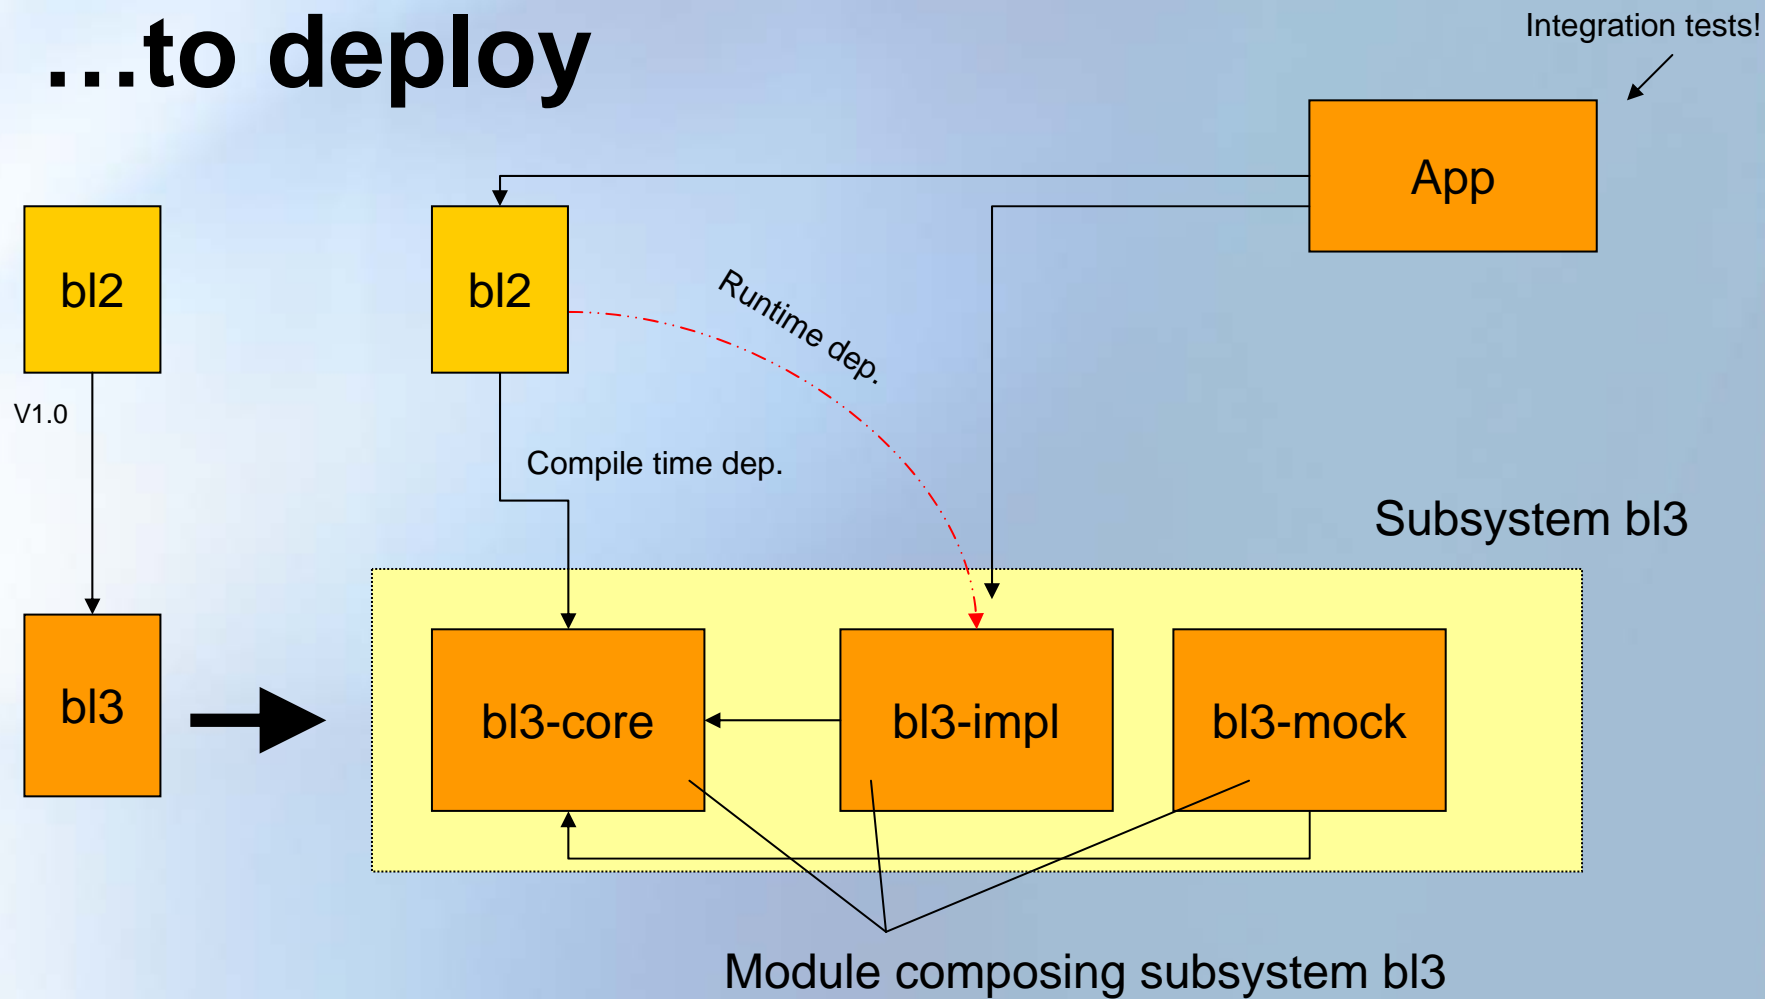 …to deploy
Integration tests!
App
bl2
bl2
Runtime dep.
V1.0
Compile time dep.
Subsystem bl3
bl3
bl3-core
bl3-impl
bl3-mock
Module composing subsystem bl3